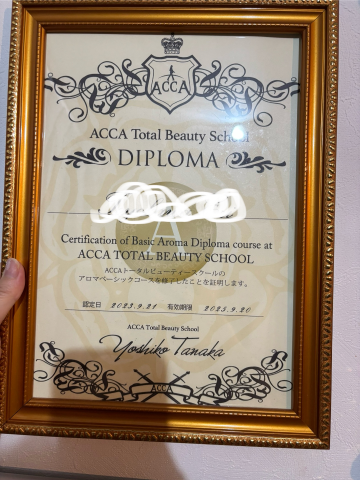 ACCA
ACCA Total Beauty School
DIPLOMA
A
Certification of Basic Aroma Diploma course at
ACCA TOTAL BEAUTY SCHOOL
ACCAトータルビューティースクールの
アロマベーシックコースを修了したことを証明します。
認定日 2023.9.21 有効期限 2025.9.20
ACCA Total Beauty School
Yoshiko Tanaka
ACCA